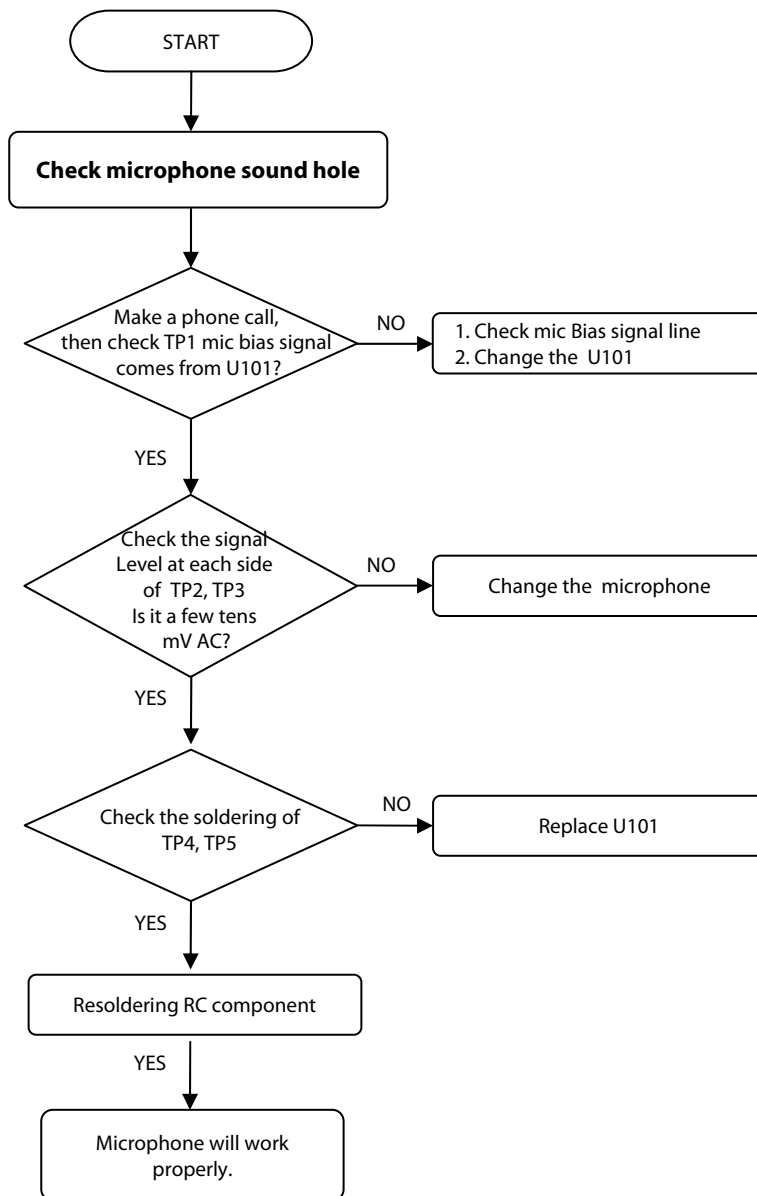 START
Check microphone sound hole
Make a phone call,
then check TP1 mic bias signal
comes from U101?
NO
1. Check mic Bias signal line
2. Change the U101
YES
Check the signal
Level at each side
of TP2, TP3
Is it a few tens
mV AC?
NO
Change the microphone
YES
Check the soldering of
TP4, TP5
NO
Replace U101
YES
Resoldering RC component
YES
Microphone will work
properly.